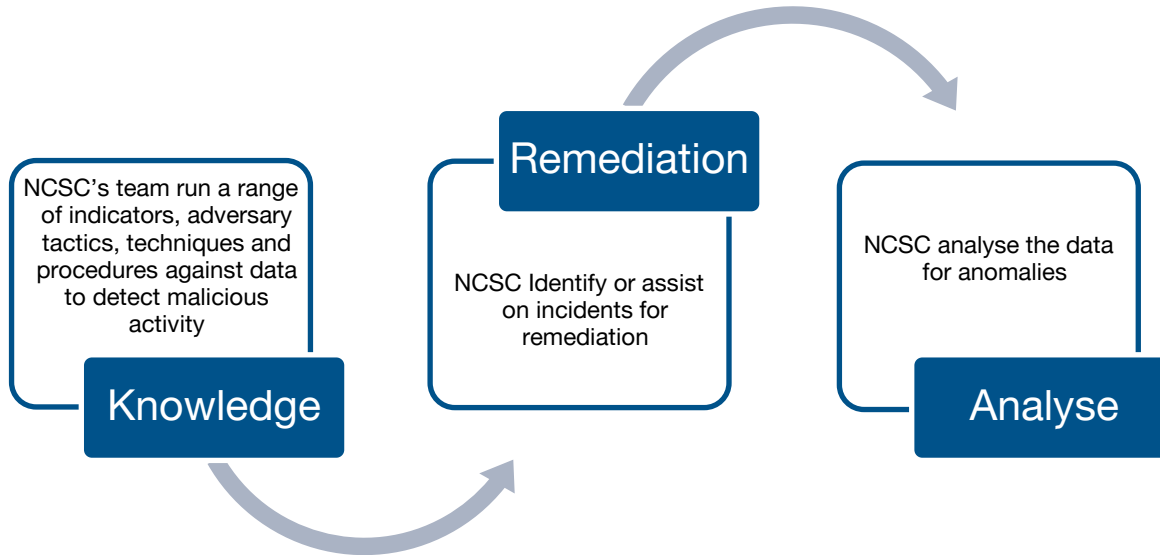 NCSC’s team run a range
of indicators, adversary
tactics, techniques and
procedures against data
to detect malicious
activity
Knowledge
Remediation
NCSC Identify or assist
on incidents for
remediation
NCSC analyse the data
for anomalies
Analyse